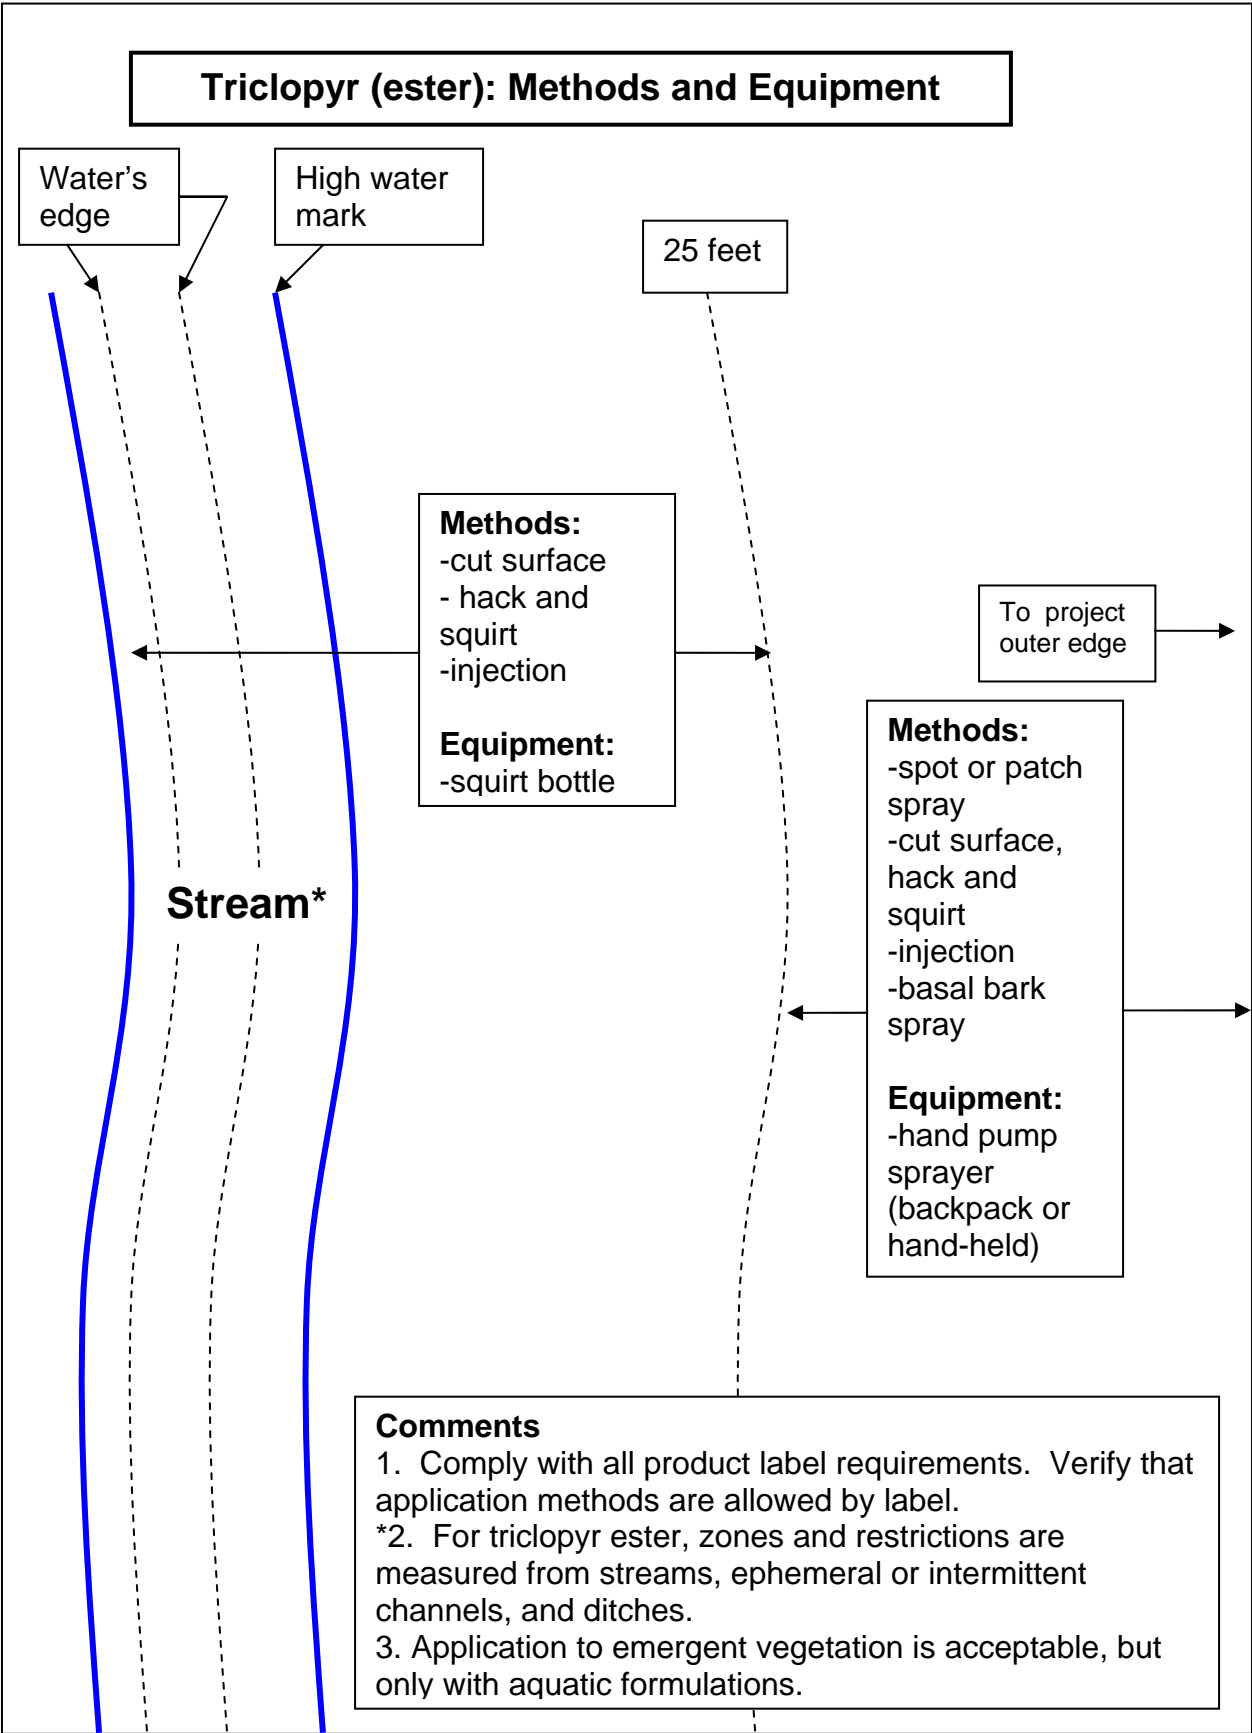 Triclopyr (ester): Methods and Equipment
Water's
edge
High water
mark
25 feet
Methods:
-cut surface
- hack and
squirt
-injection
Equipment:
-squirt bottle
To project
outer edge
Methods:
-spot or patch
spray
-cut surface,
hack and
squirt
-injection
-basal bark
spray
Equipment:
-hand pump
sprayer
(backpack or
hand-held)
Stream*
Comments
1. Comply with all product label requirements. Verify that
application methods are allowed by label.
*2. For triclopyr ester, zones and restrictions are
measured from streams, ephemeral or intermittent
channels, and ditches.
3. Application to emergent vegetation is acceptable, but
only with aquatic formulations.